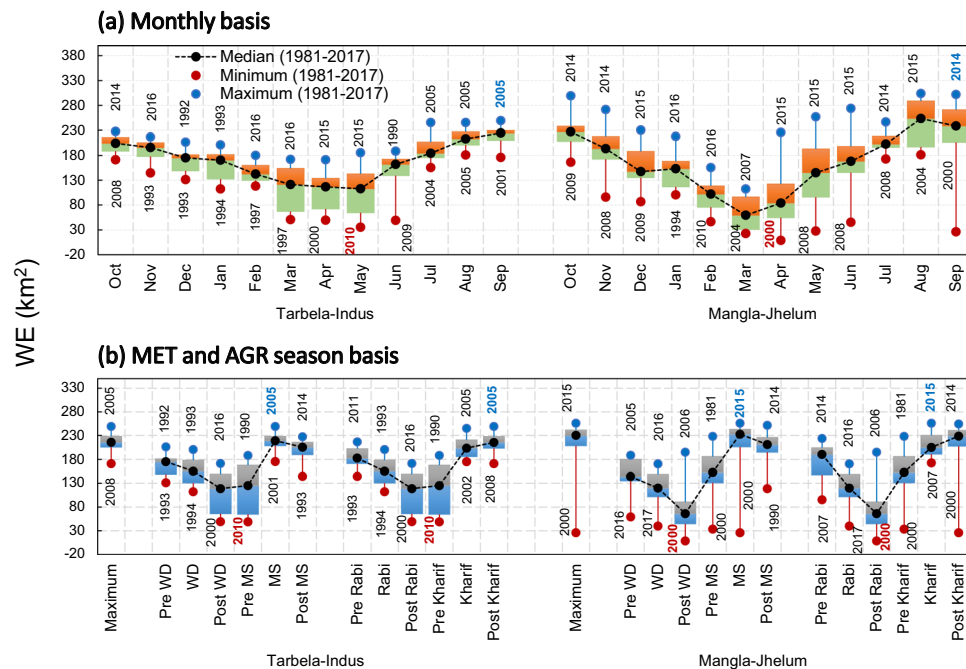 (a) Monthly basis
Median (1981-2017)
Minimum (1981-2017)
Maximum (1981-2017)
380
330
280
230
180
130
80
30
-20
2014 2016 1992 1993 2016 2016 2015 2015 1990 2005 2005 2005 2014 2014 2015 2016 2016 2007 2015 2015 2015 2014 2015 2014
2008 1993 1993 1994 1997 1997 2000 2010 2009 2004 2005 2001 2009 2008 2009 1994 2010 2004 2000 2008 2008 2008 2004 2000
Oct Nov Dec Jan Feb Mar Apr May Jun Jul Aug Sep Oct Nov Dec Jan Feb Mar Apr May Jun Jul Aug Sep
Tarbela-Indus Mangla-Jhelum
WE (km²)
(b) MET and AGR season basis
330
280
230
180
130
80
30
-20
2005 1992 1993 2016 1990 2005 2014 2011 1993 2016 1990 2005 2005 2015 2005 2016 2006 1981 2015 2014 2014 2016 2006 1981 2015 2014
2008 1993 1994 2000 2010 2001 1993 1993 1994 2000 2010 2002 2008 2000 2016 2017 2000 2000 2000 1990 2007 2017 2000 2000 2007 2000
Maximum Pre WD WD Post WD Pre MS MS Post MS Pre Rabi Rabi Post Rabi Pre Kharif Kharif Post Kharif Maximum Pre WD WD Post WD Pre MS MS Post MS Pre Rabi Rabi Post Rabi Pre Kharif Kharif Post Kharif
Tarbela-Indus Mangla-Jhelum